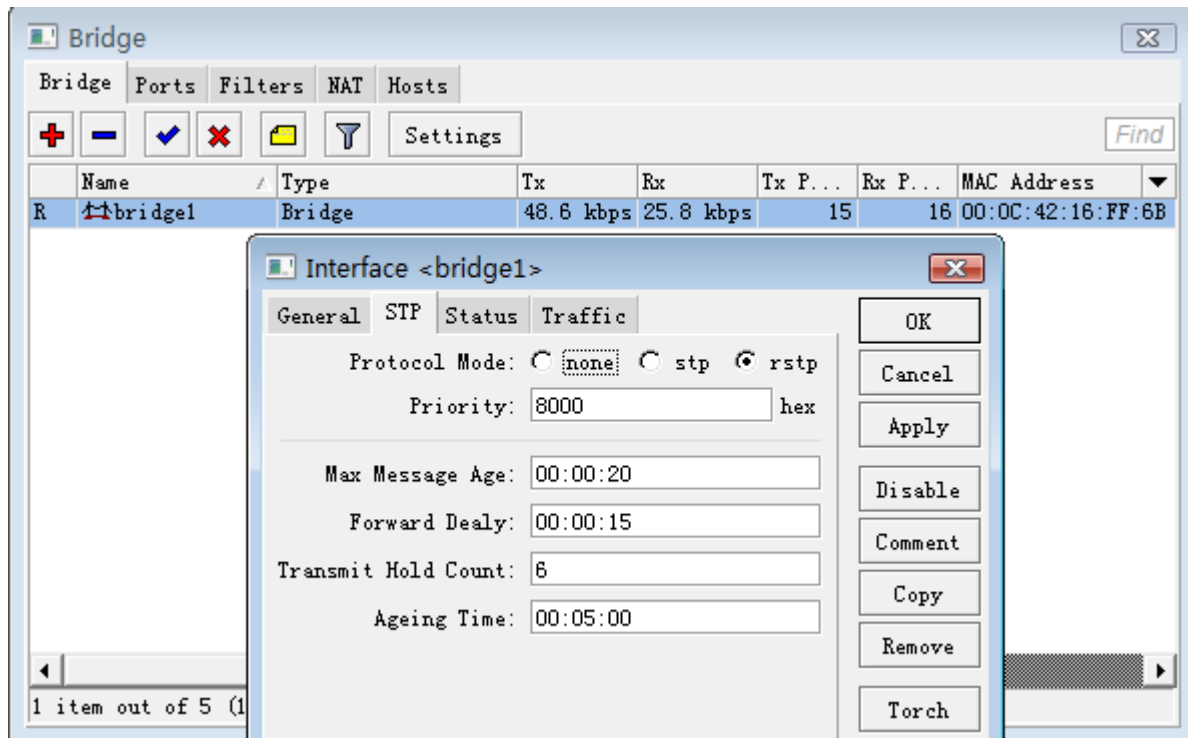 Bridge
Bridge Ports Filters NAT Hosts
Settings Find
Name Type Tx Rx Tx P... Rx P... MAC Address
R bridge1 Bridge 48.6 kbps 25.8 kbps 15 16 00:0C:42:16:FF:6B
Interface <bridge1>
General STP Status Traffic
Protocol Mode: none stp rstp
Priority: 8000 hex
Max Message Age: 00:00:20
Forward Dealy: 00:00:15
Transmit Hold Count: 6
Ageing Time: 00:05:00
OK
Cancel
Apply
Disable
Comment
Copy
Remove
Torch
1 item out of 5 (1